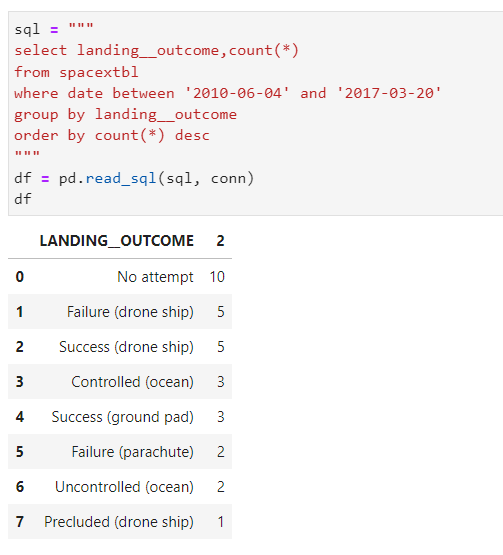 sql = """
select landing__outcome,count(*)
from spacextbl
where date between '2010-06-04' and '2017-03-20'
group by landing__outcome
order by count(*) desc
"""
df = pd.read_sql(sql, conn)
df
LANDING__OUTCOME 2
0 No attempt 10
1 Failure (drone ship) 5
2 Success (drone ship) 5
3 Controlled (ocean) 3
4 Success (ground pad) 3
5 Failure (parachute) 2
6 Uncontrolled (ocean) 2
7 Precluded (drone ship) 1